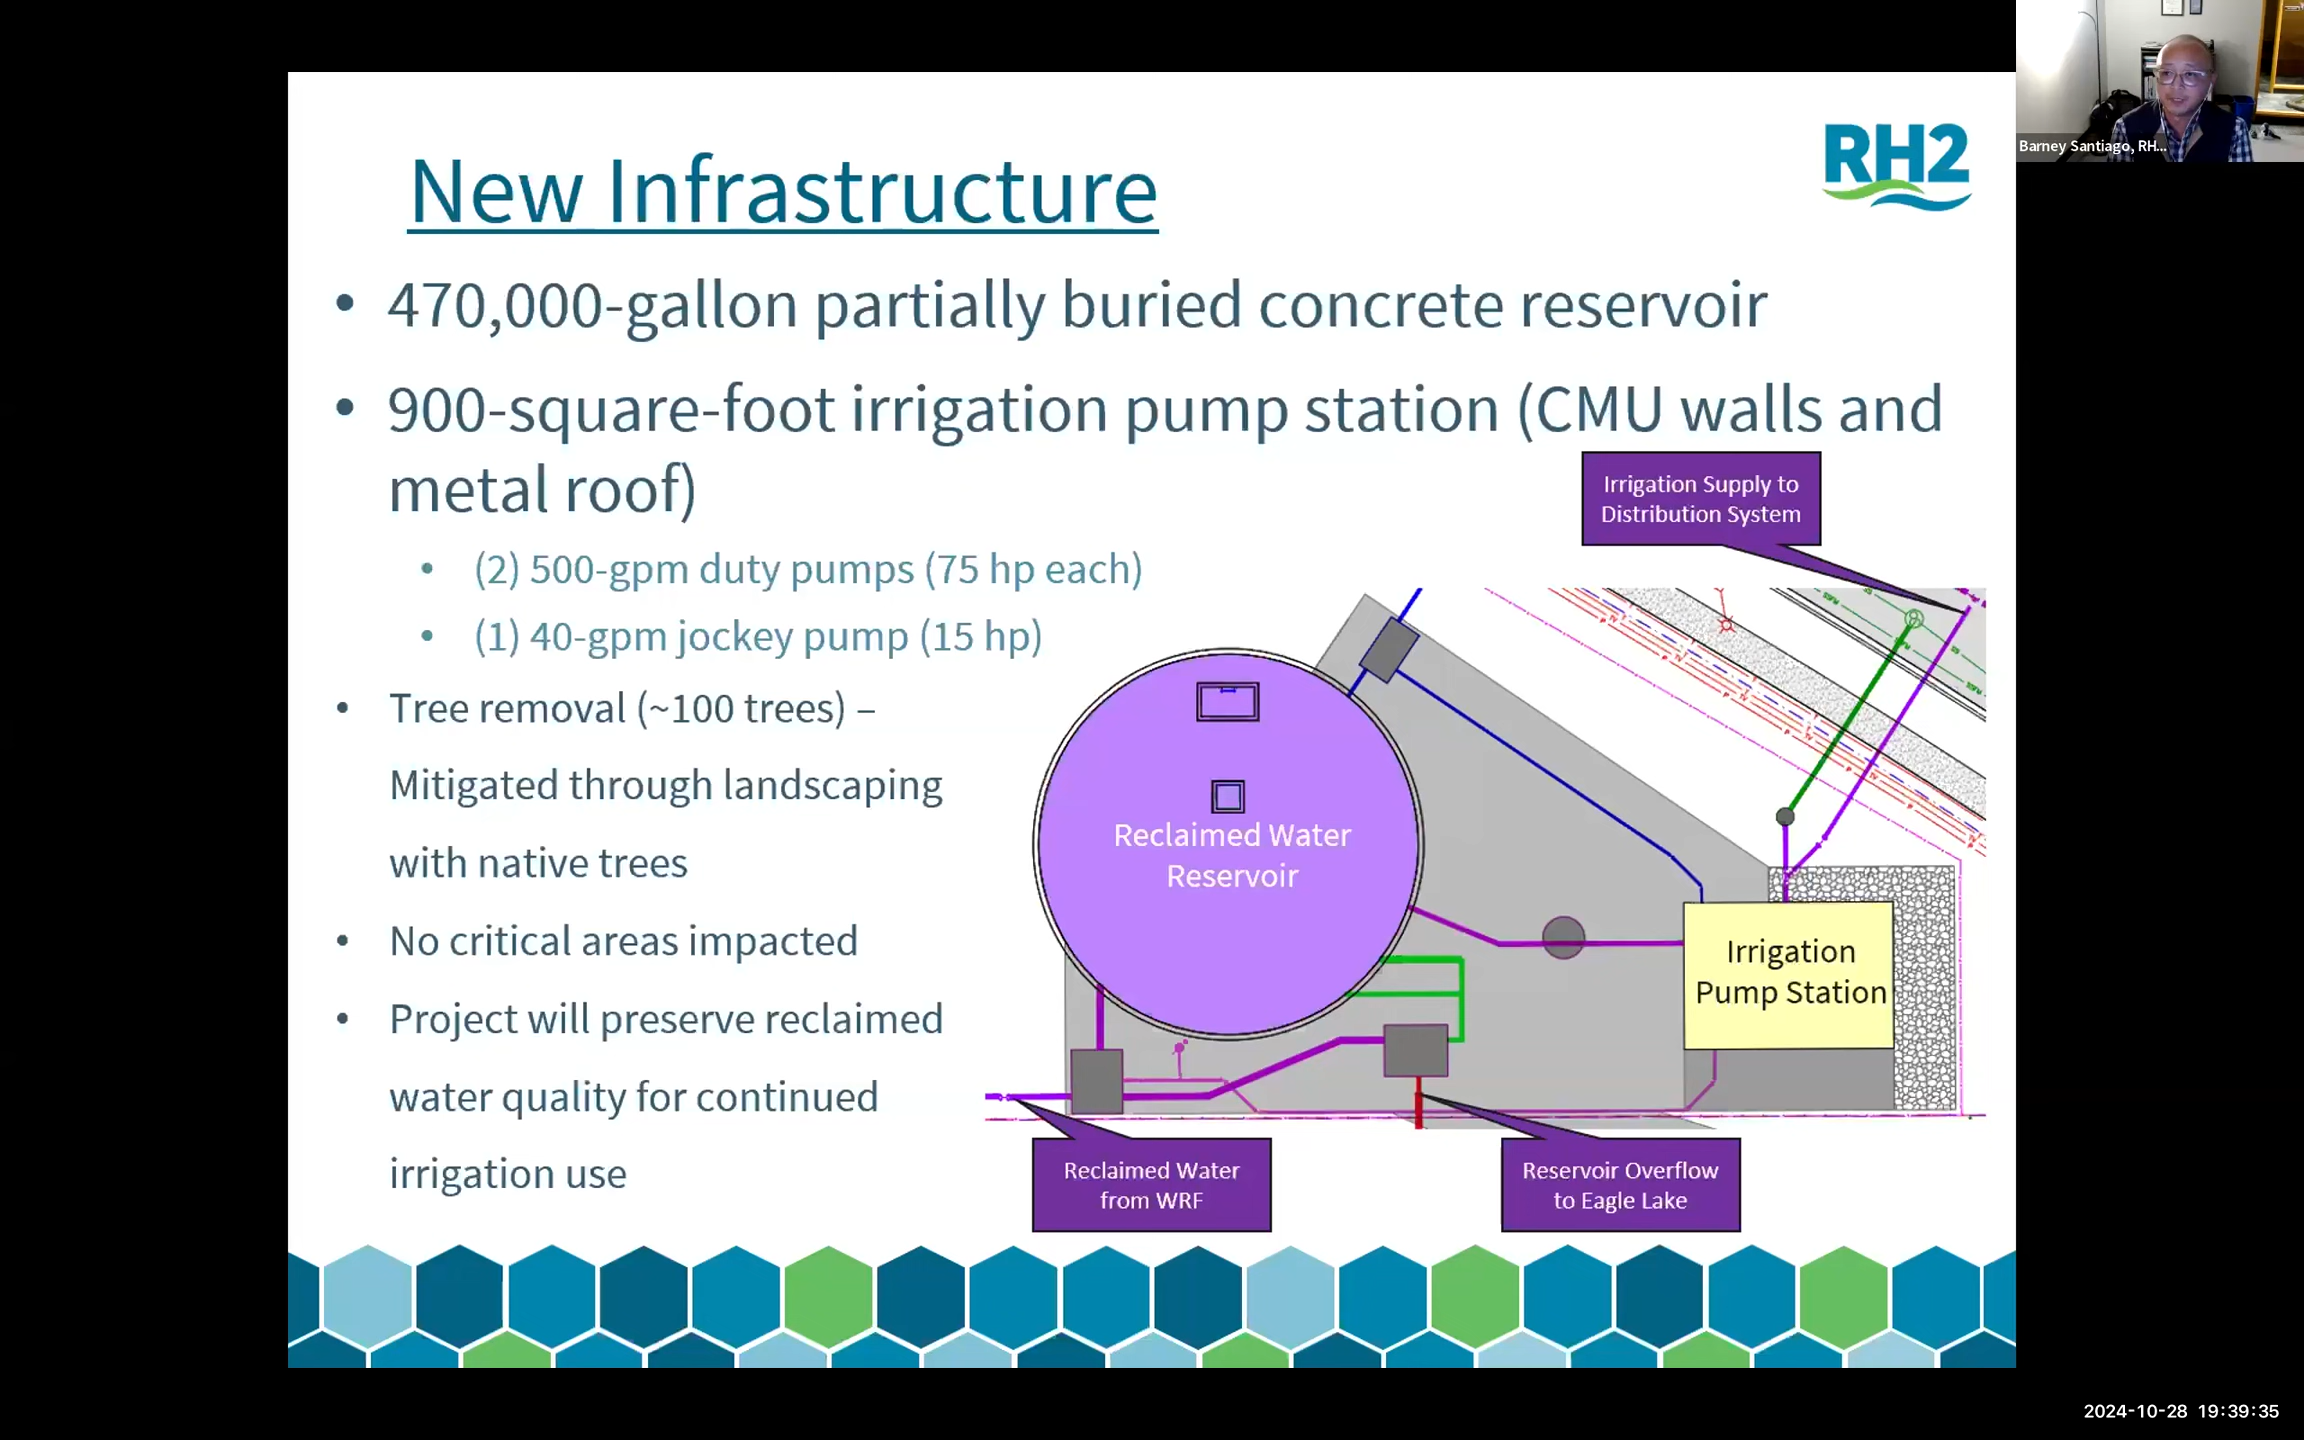 New Infrastructure
RH2
Barney Santiago, RH...
• 470,000-gallon partially buried concrete reservoir
• 900-square-foot irrigation pump station (CMU walls and
metal roof)
• (2) 500-gpm duty pumps (75 hp each)
• (1) 40-gpm jockey pump (15 hp)
• Tree removal (~100 trees) –
Mitigated through landscaping
with native trees
• No critical areas impacted
• Project will preserve reclaimed
water quality for continued
irrigation use
Irrigation Supply to
Distribution System
Reclaimed Water
Reservoir
Irrigation
Pump Station
Reclaimed Water
from WRF
Reservoir Overflow
to Eagle Lake
2024-10-28 19:39:35